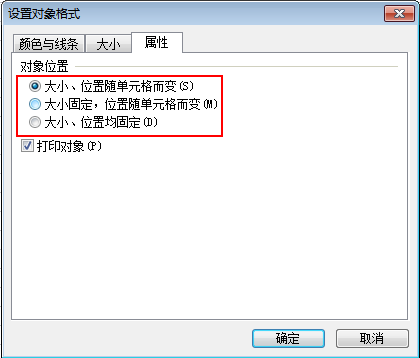 设置对象格式
颜色与线条 大小 属性
对象位置
大小、位置随单元格而变(S)
大小固定，位置随单元格而变(M)
大小、位置均固定(D)
打印对象(P)
确定 取消